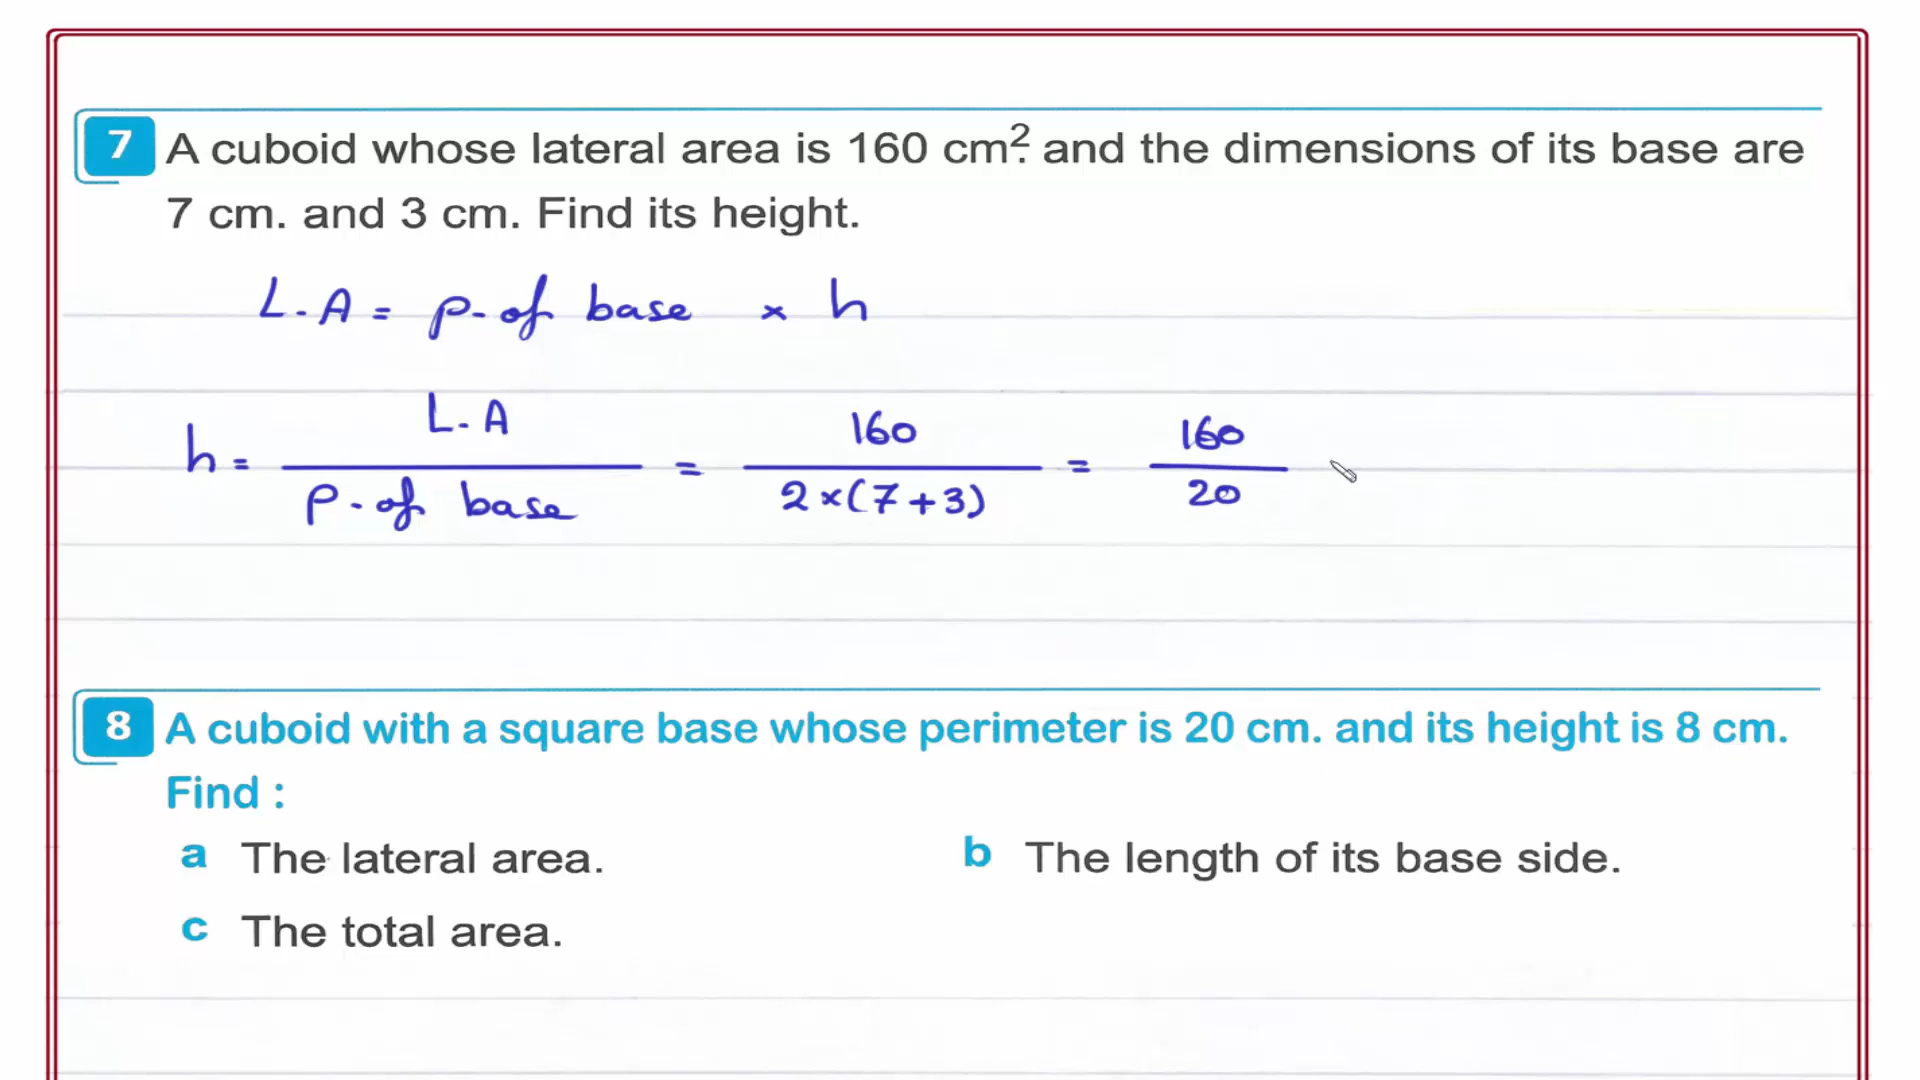 7 A cuboid whose lateral area is 160 cm². and the dimensions of its base are
7 cm. and 3 cm. Find its height.
L.A = P. of base × h
h = L.A / P. of base = 160 / 2×(7+3) = 160 / 20
8 A cuboid with a square base whose perimeter is 20 cm. and its height is 8 cm.
Find :
a The lateral area.
b The length of its base side.
c The total area.